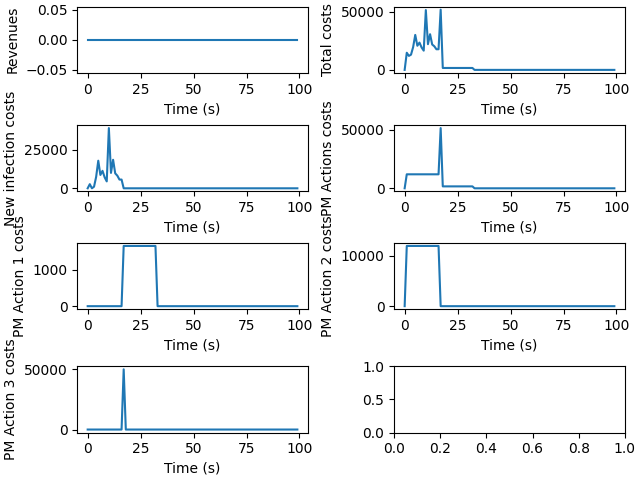 Revenues
0.05
0.00
−0.05
0 25 50 75 100
Time (s)
Total costs
50000
0
0 25 50 75 100
Time (s)
New infection costs
25000
0
0 25 50 75 100
Time (s)
PM Actions costs
50000
0
0 25 50 75 100
Time (s)
PM Action 1 costs
1000
0
0 25 50 75 100
Time (s)
PM Action 2 costs
10000
0
0 25 50 75 100
Time (s)
PM Action 3 costs
50000
0
0 25 50 75 100
Time (s)
1.0
0.5
0.0
0.0 0.2 0.4 0.6 0.8 1.0